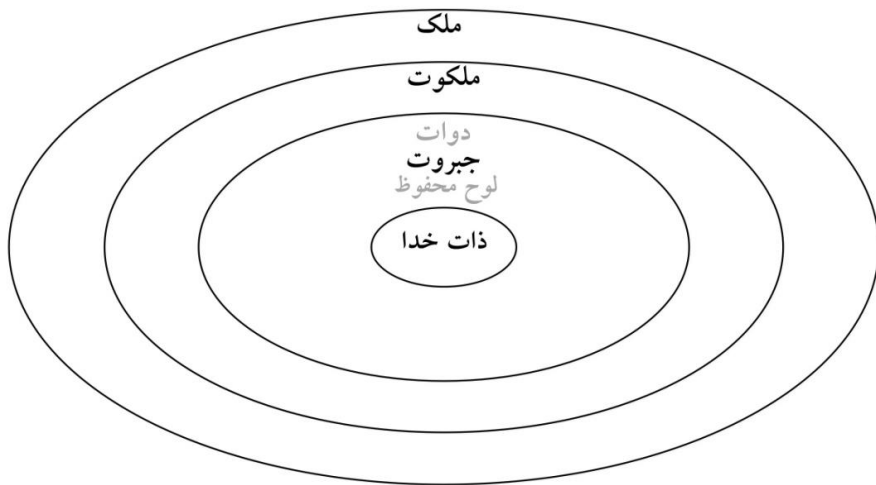 ملک
ملکوت
دوات
جبروت
لوح محفوظ
ذات خدا